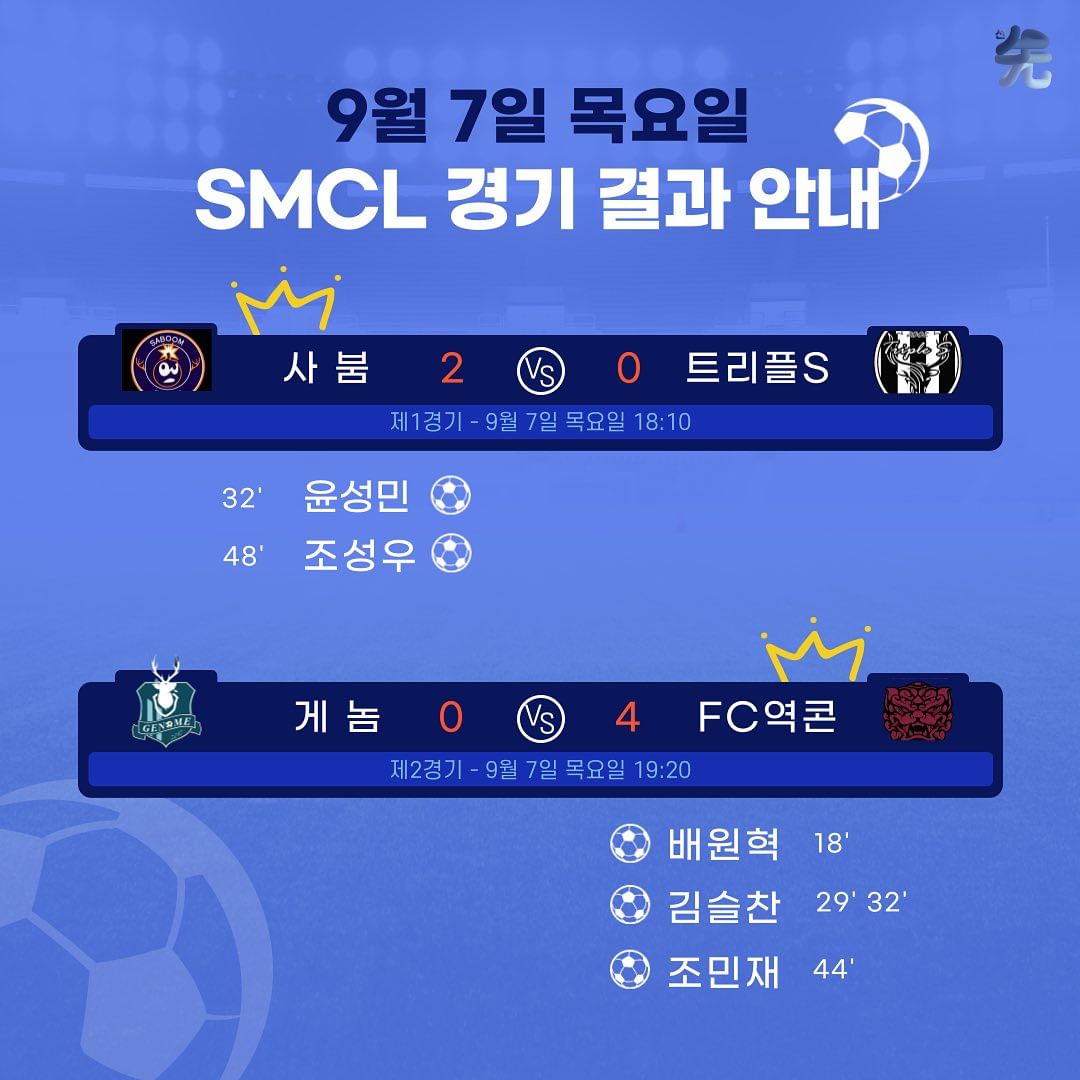 9월 7일 목요일
SMCL 경기 결과 안내
SABOOM
사 붐 2 VS 0 트리플S
Triple S
제1경기 - 9월 7일 목요일 18:10
32' 윤성민
48' 조성우
게 놈 0 VS 4 FC역콘
GENOME
제2경기 - 9월 7일 목요일 19:20
배원혁 18'
김슬찬 29' 32'
조민재 44'